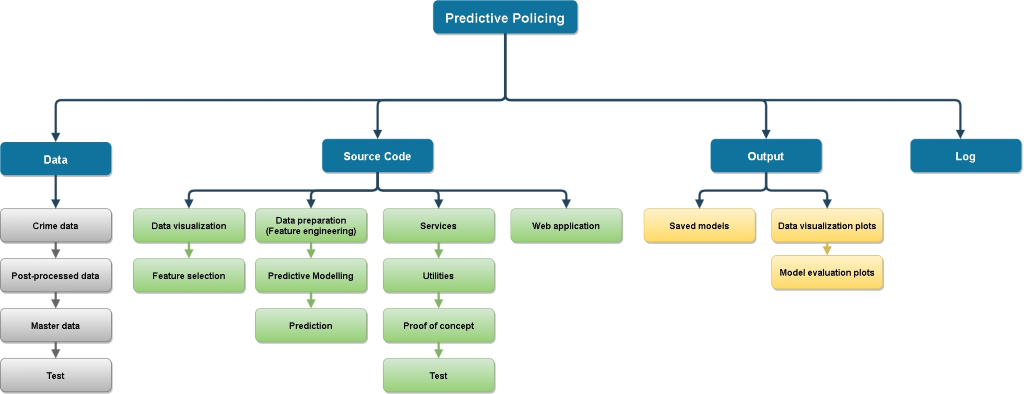 Predictive Policing
Data
Source Code
Output
Log
Crime data
Data visualization
Data preparation
(Feature engineering)
Services
Web application
Saved models
Data visualization plots
Post-processed data
Feature selection
Predictive Modelling
Utilities
Model evaluation plots
Master data
Prediction
Proof of concept
Test
Test